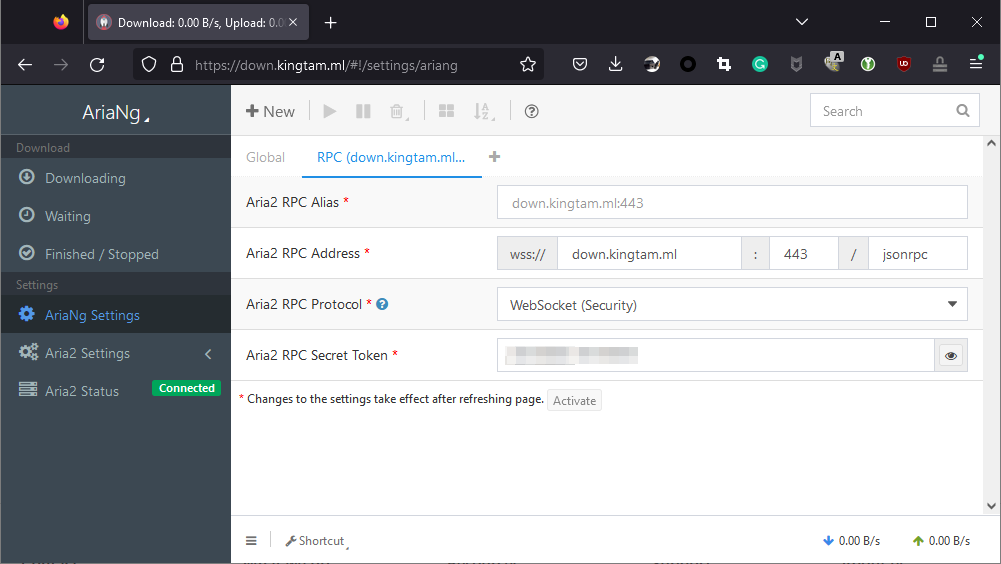 Download: 0.00 B/s, Upload: 0.0
https://down.kingtam.ml/#!/settings/ariang
A
UD
AriaNg
New
Search
Download
Downloading
Waiting
Finished / Stopped
Settings
AriaNg Settings
Aria2 Settings
Aria2 Status Connected
Global RPC (down.kingtam.ml...
Aria2 RPC Alias * down.kingtam.ml:443
Aria2 RPC Address * wss:// down.kingtam.ml : 443 / jsonrpc
Aria2 RPC Protocol * WebSocket (Security)
Aria2 RPC Secret Token *
* Changes to the settings take effect after refreshing page. Activate
Shortcut 0.00 B/s 0.00 B/s